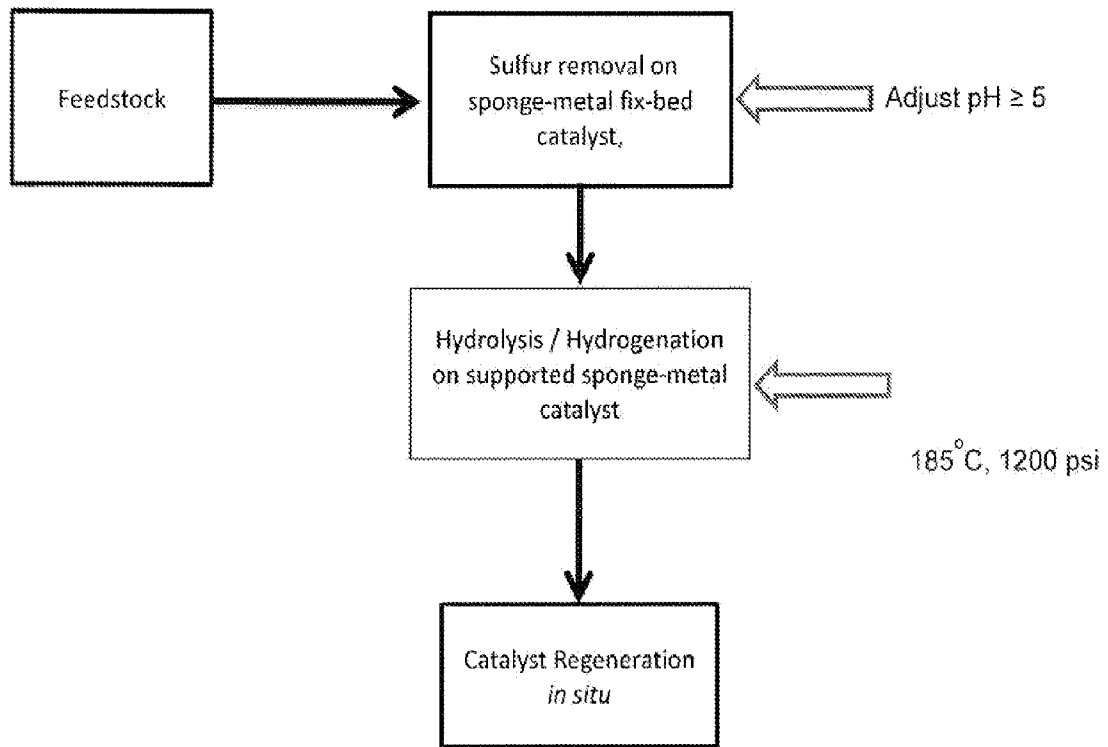 Feedstock
Sulfur removal on
sponge-metal fix-bed
catalyst,
Adjust pH ≥ 5
Hydrolysis / Hydrogenation
on supported sponge-metal
catalyst
185°C, 1200 psi
Catalyst Regeneration
in situ